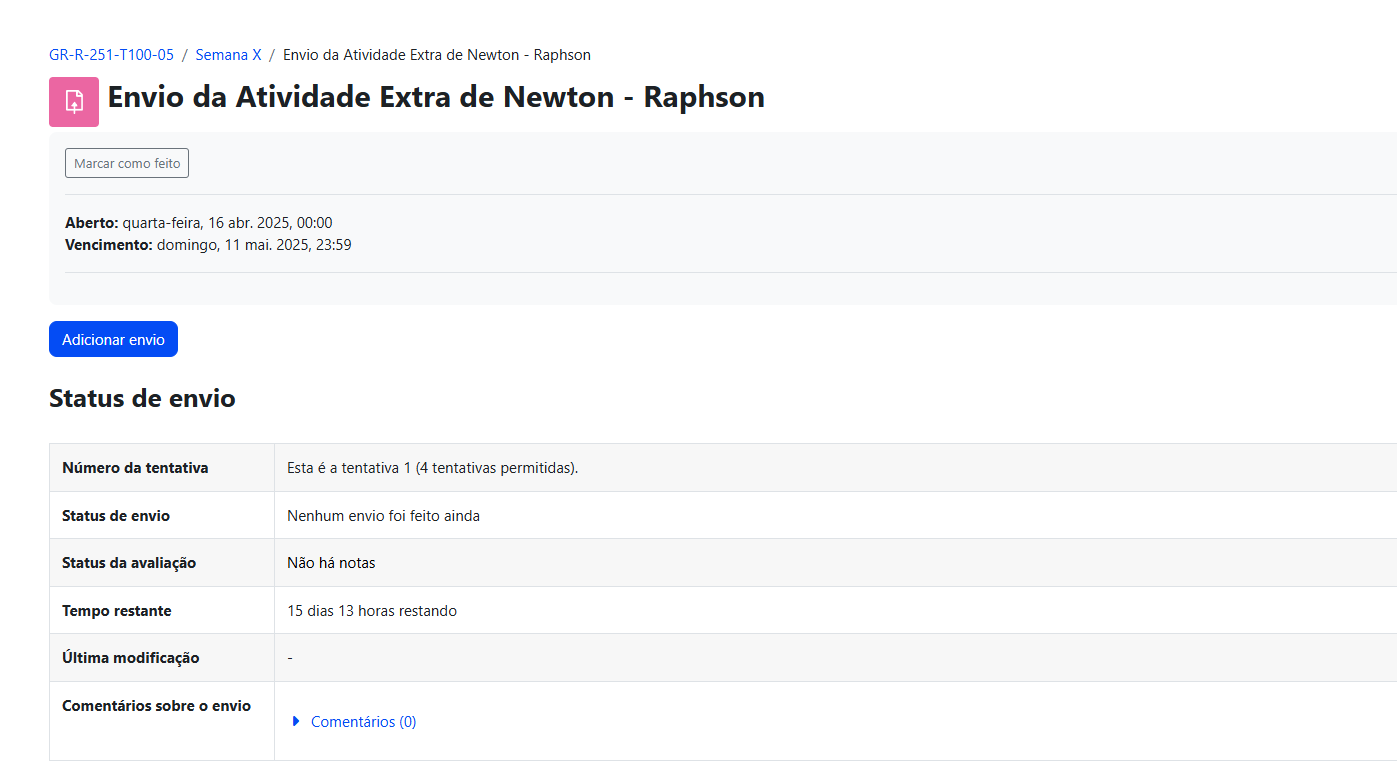 GR-R-251-T100-05 / Semana X / Envio da Atividade Extra de Newton - Raphson
Envio da Atividade Extra de Newton - Raphson
Marcar como feito
Aberto: quarta-feira, 16 abr. 2025, 00:00
Vencimento: domingo, 11 mai. 2025, 23:59
Adicionar envio
Status de envio
Número da tentativa Esta é a tentativa 1 (4 tentativas permitidas).
Status de envio Nenhum envio foi feito ainda
Status da avaliação Não há notas
Tempo restante 15 dias 13 horas restando
Última modificação -
Comentários sobre o envio
Comentários (0)